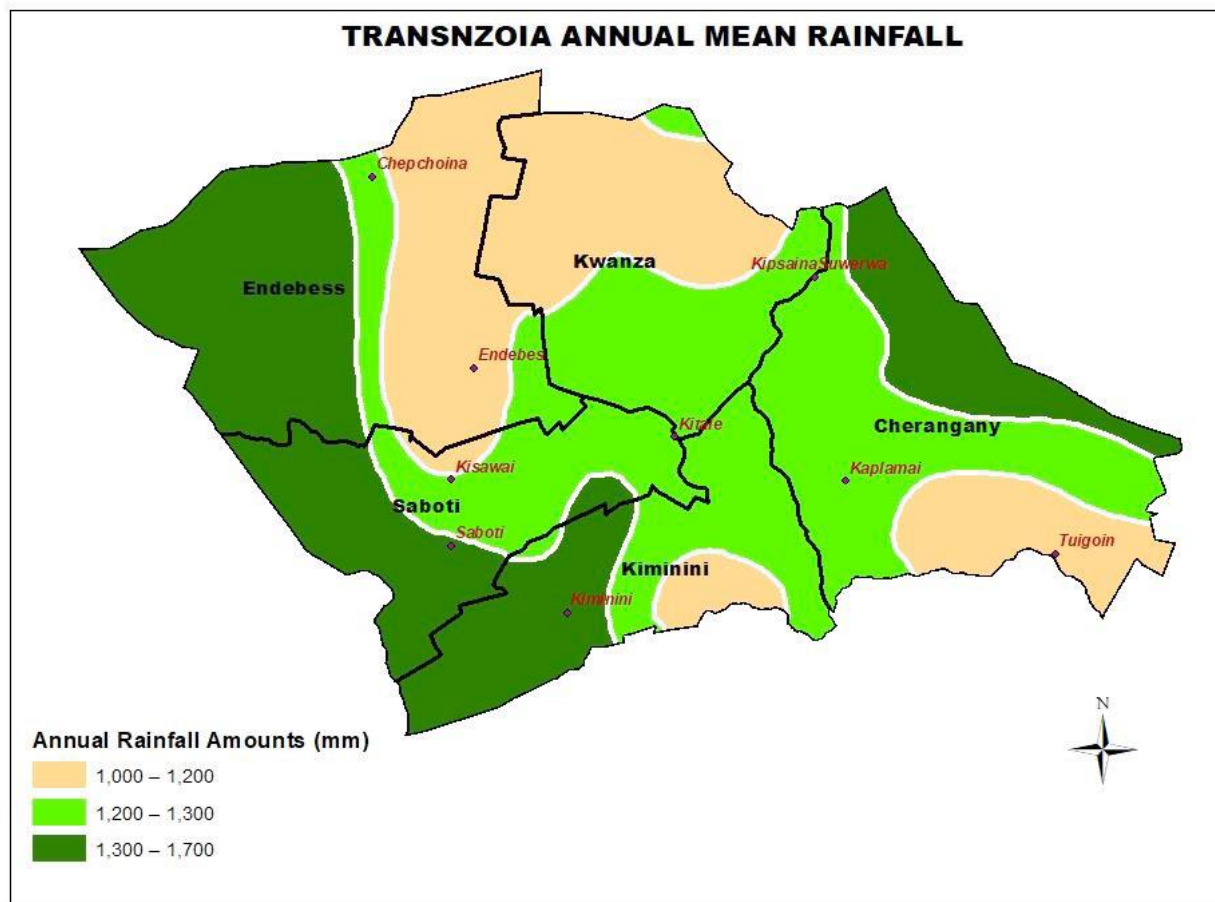 TRANSNZOIA ANNUAL MEAN RAINFALL
Chepchoina
Kwanza
KipsainaSuwerwa
Endebess
Endebes
Kitale
Cherangany
Kisawai
Kaplamai
Saboti
Saboti
Tuigoin
Kiminini
Kiminini
N
Annual Rainfall Amounts (mm)
1,000 – 1,200
1,200 – 1,300
1,300 – 1,700